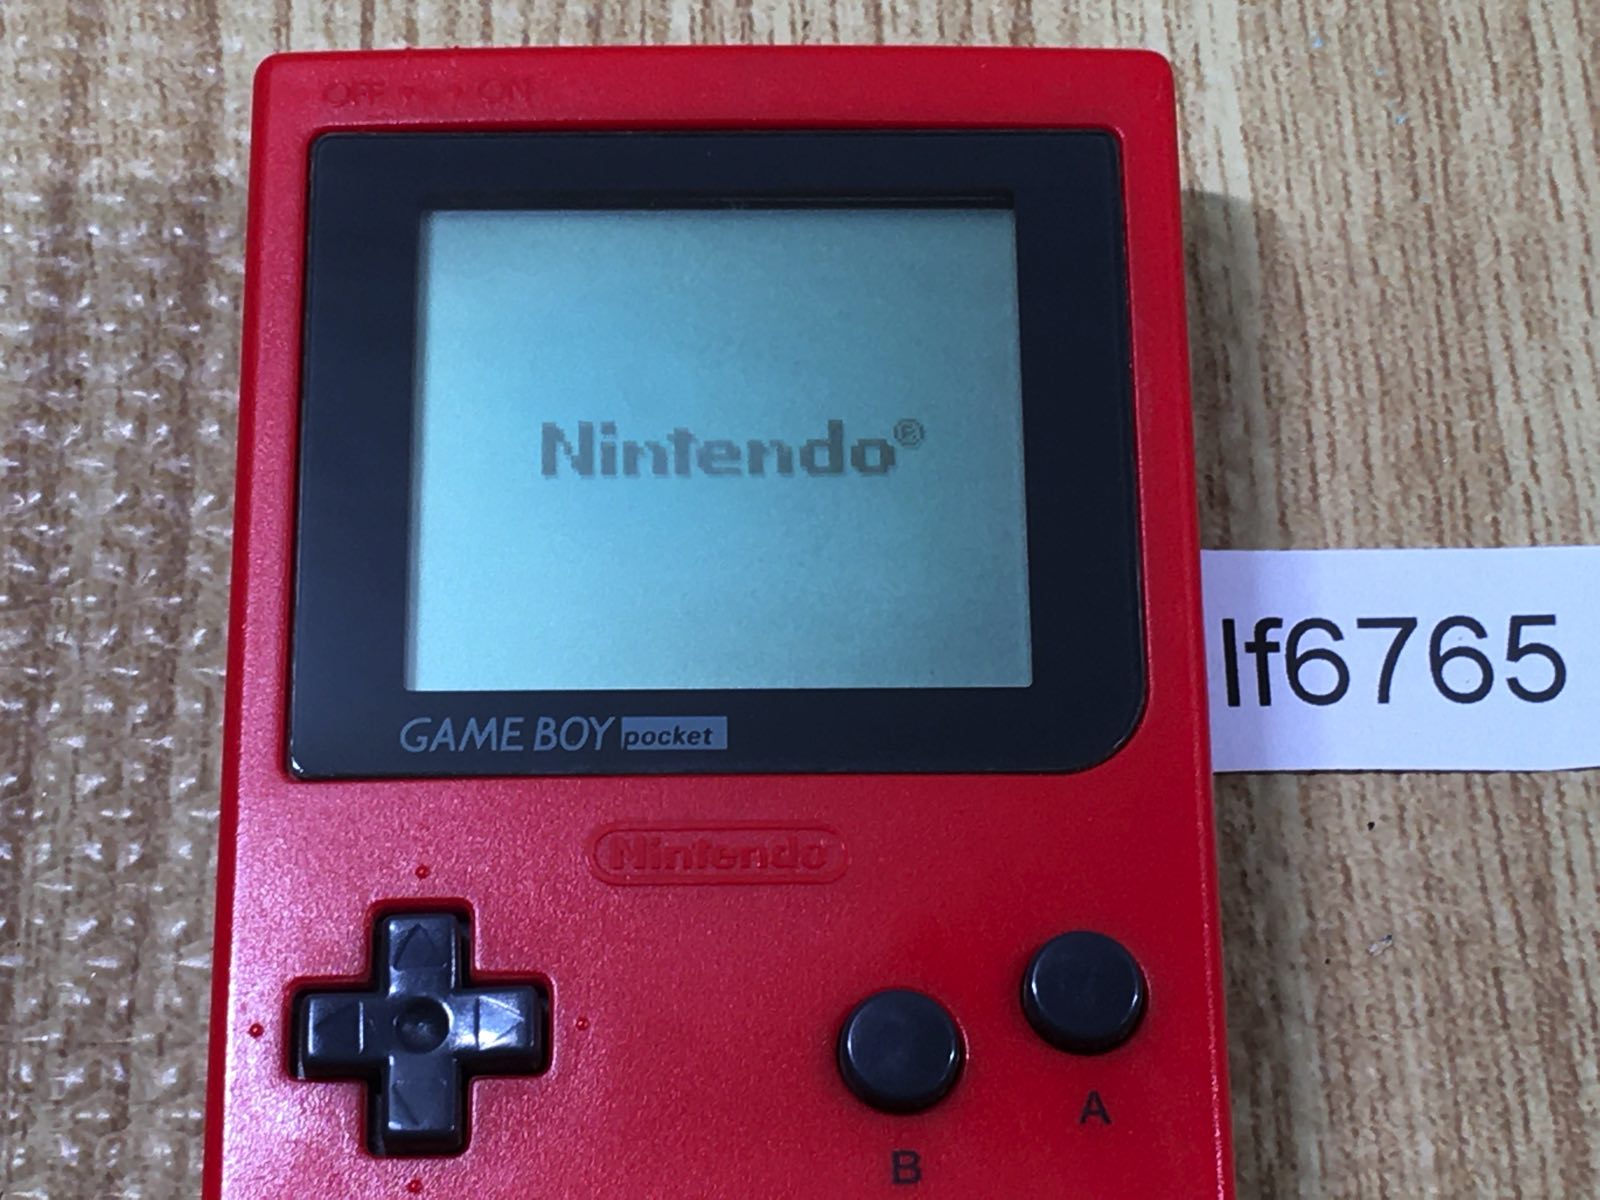 OFF ON
Nintendo®
lf6765
GAME BOY pocket
Nintendo
A
B